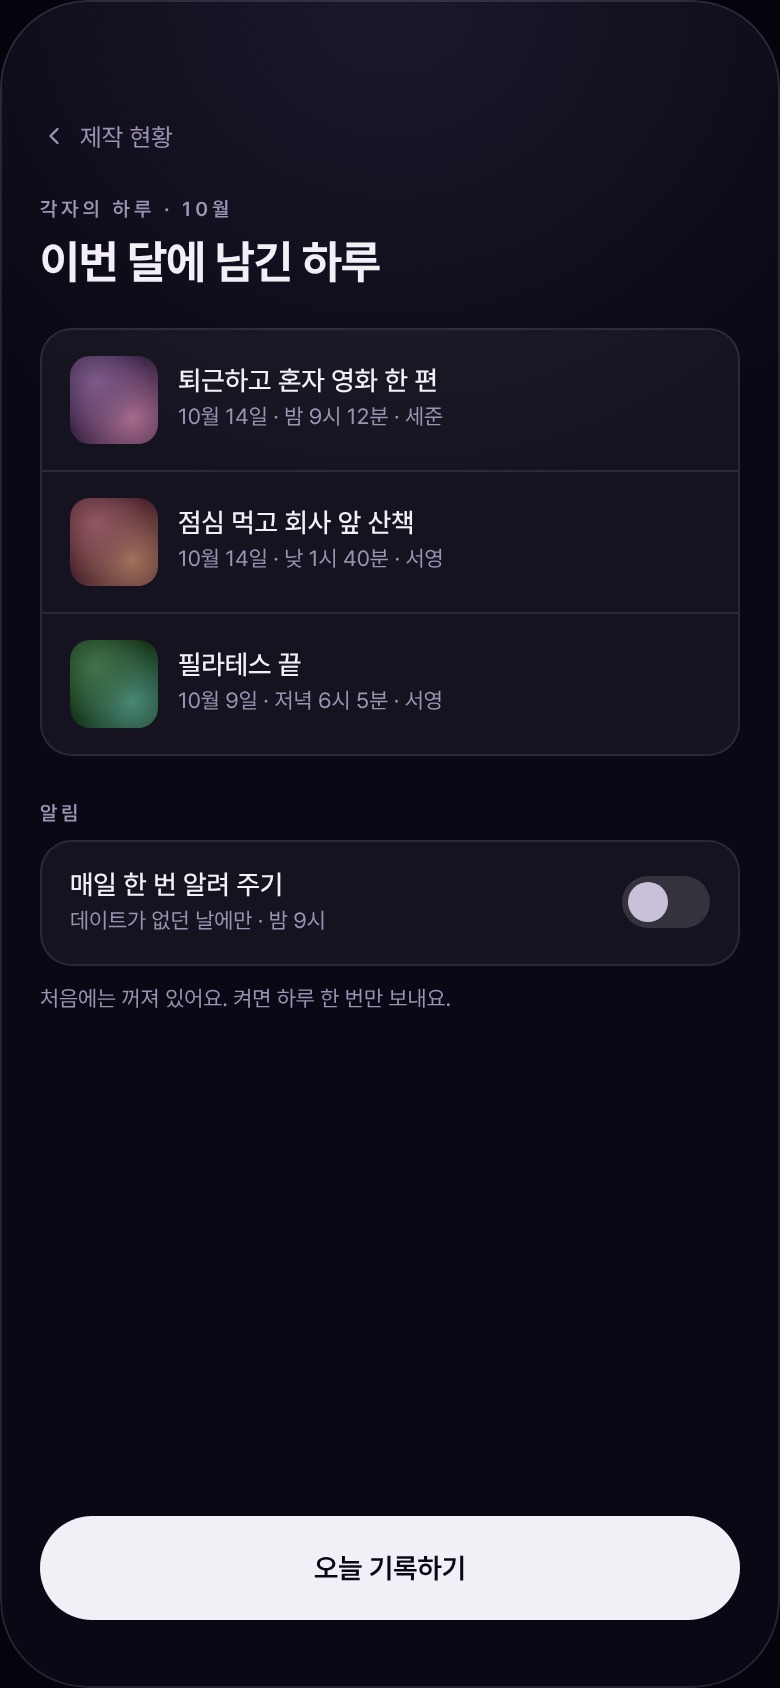 제작 현황
각자의 하루 · 10월
이번 달에 남긴 하루
퇴근하고 혼자 영화 한 편
10월 14일 · 밤 9시 12분 · 세준
점심 먹고 회사 앞 산책
10월 14일 · 낮 1시 40분 · 서영
필라테스 끝
10월 9일 · 저녁 6시 5분 · 서영
알림
매일 한 번 알려 주기
데이트가 없던 날에만 · 밤 9시
처음에는 꺼져 있어요. 켜면 하루 한 번만 보내요.
오늘 기록하기